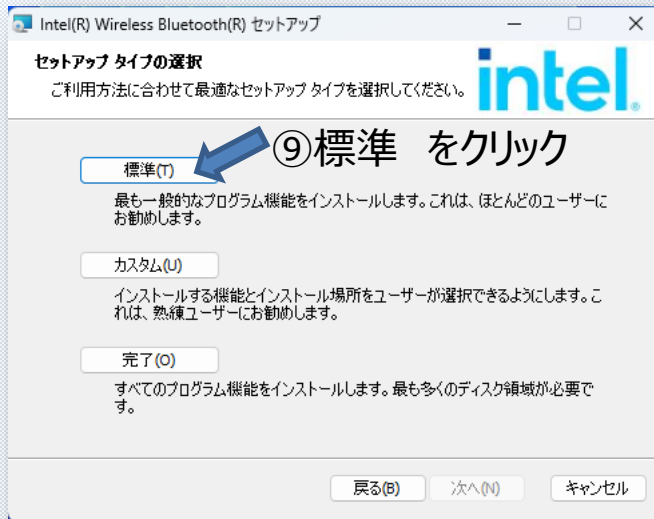 Intel(R) Wireless Bluetooth(R) セットアップ
セットアップ タイプの選択
ご利用方法に合わせて最適なセットアップ タイプを選択してください。
intel.
⑨標準　をクリック
標準(T)
最も一般的なプログラム機能をインストールします。これは、ほとんどのユーザーに
お勧めします。
カスタム(U)
インストールする機能とインストール場所をユーザーが選択できるようにします。こ
れは、熟練ユーザーにお勧めします。
完了(O)
すべてのプログラム機能をインストールします。最も多くのディスク領域が必要で
す。
戻る(B)
次へ(N)
キャンセル